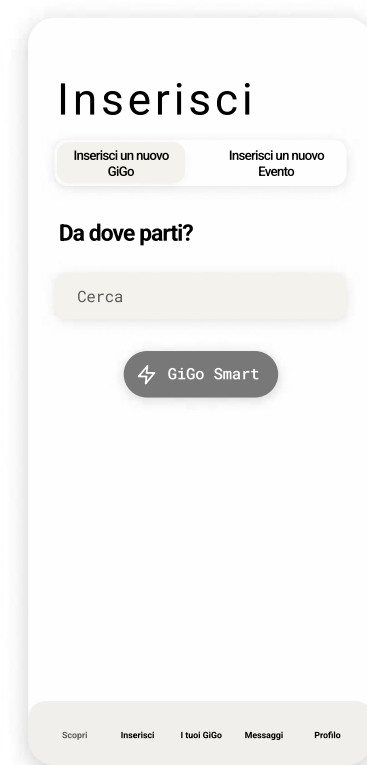 Inserisci
Inserisci un nuovo
GiGo
Inserisci un nuovo
Evento
Da dove parti?
Cerca
GiGo Smart
Scopri Inserisci I tuoi GiGo Messaggi Profilo